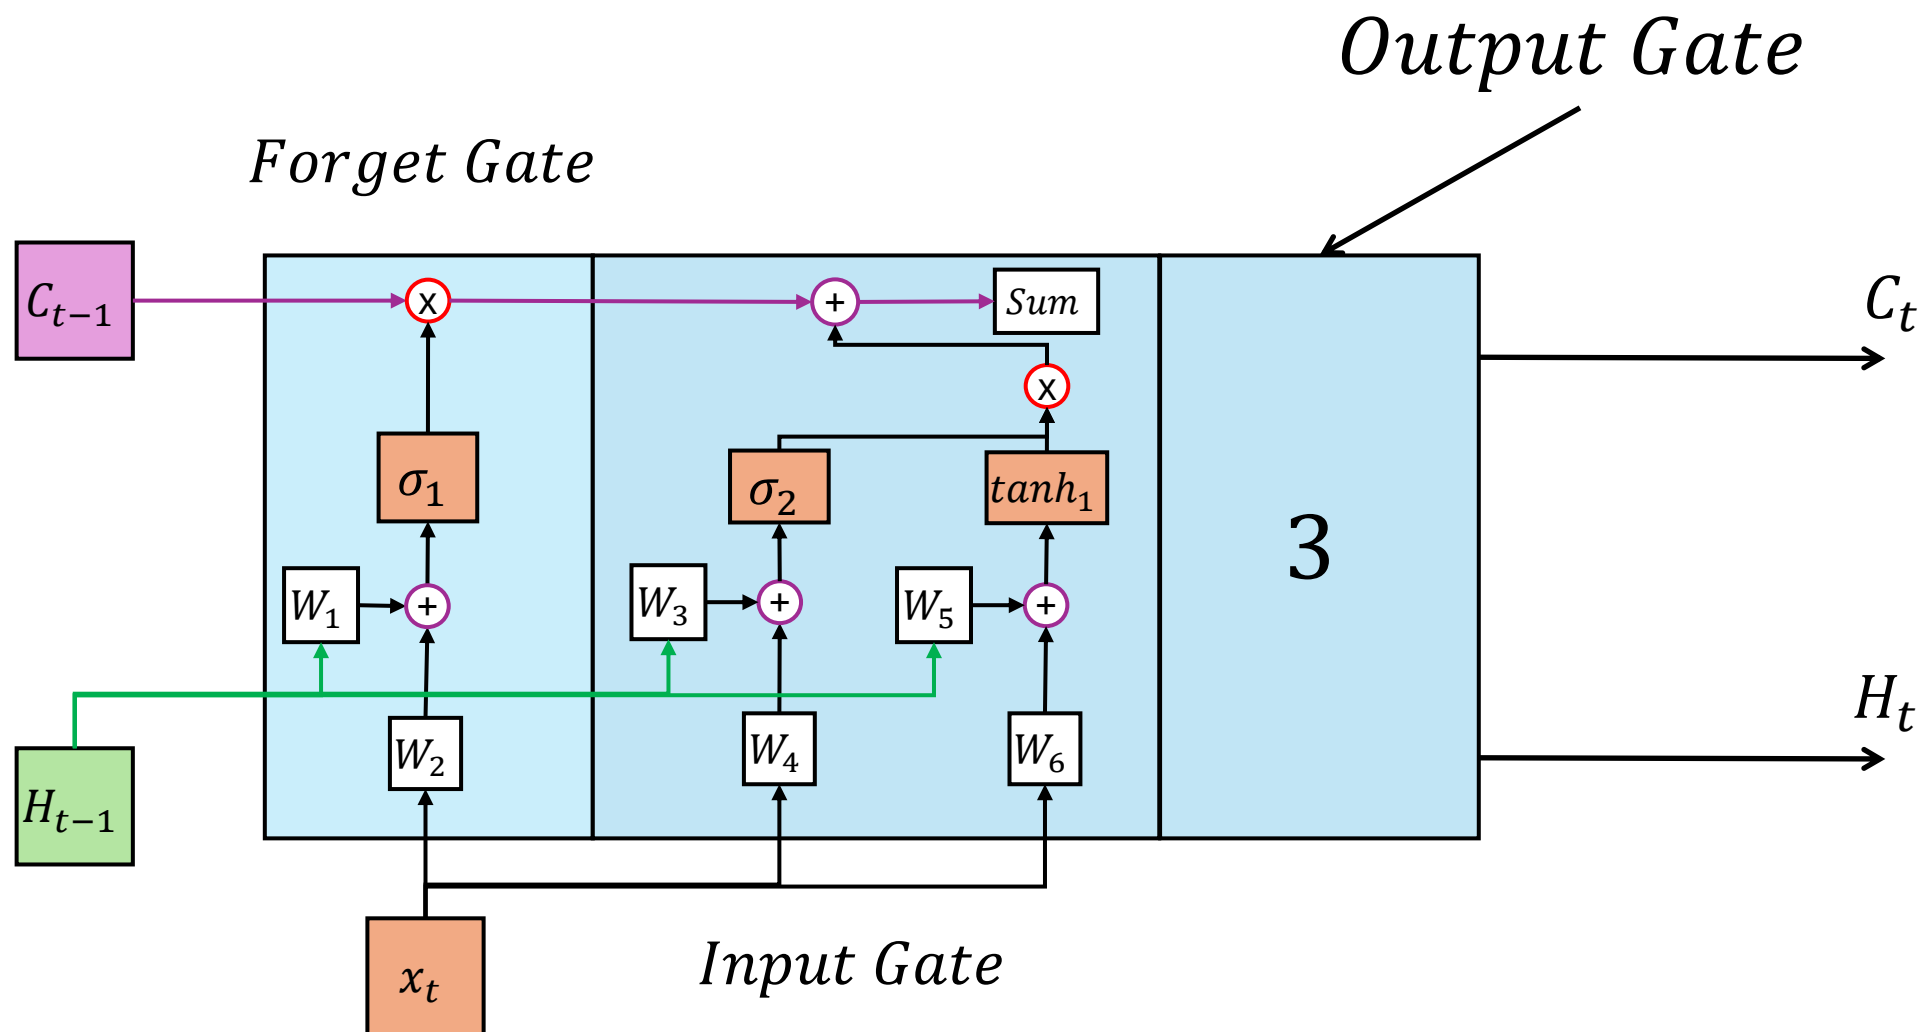 Output Gate
Forget Gate
C_{t-1}
x
+
Sum
C_t
x
σ_1
σ_2
tanh_1
3
W_1
+
W_3
+
W_5
+
H_t
W_2
W_4
W_6
H_{t-1}
x_t
Input Gate